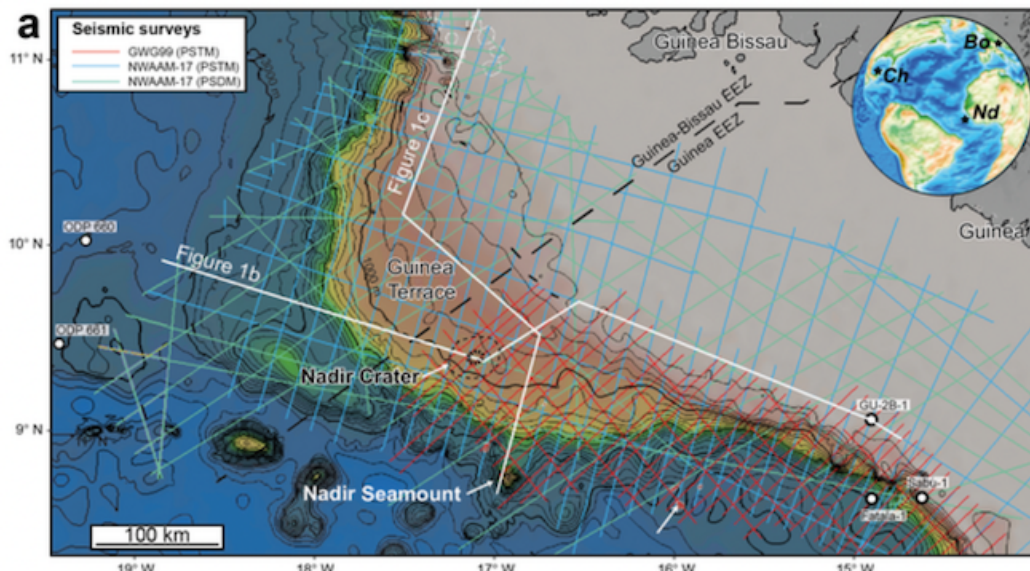 a
Seismic surveys
GWG99 (PSTM)
NWAAM-17 (PSTM)
NWAAM-17 (PSDM)
11° N
Guinea Bissau
Bo
Ch
Nd
Guinea-Bissau EEZ
Guinea EEZ
Figure 1c
1000 m
ODP 660
10° N
Guinea
Figure 1b
Guinea
Terrace
1000 m
ODP 661
Nadir Crater
GU-2B-1
9° N
Nadir Seamount
Sabu-1
Fatala-1
100 km
19° W
18° W
17° W
16° W
15° W